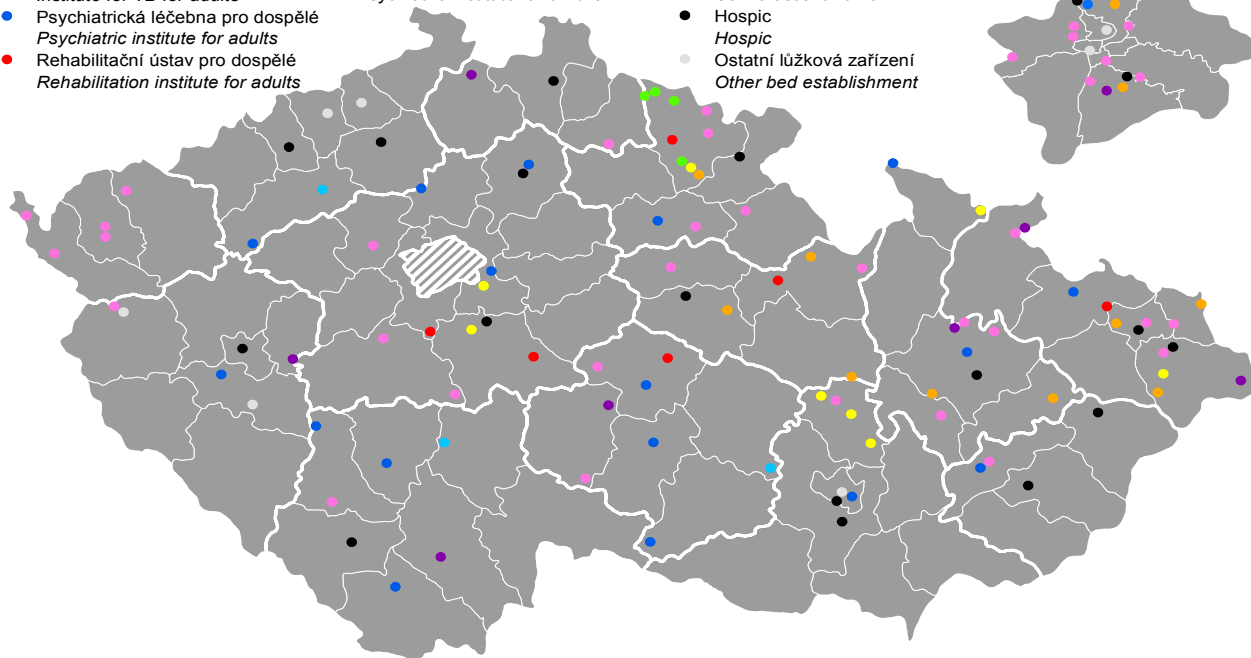 Psychiatrická léčebna pro dospělé
Psychiatric institute for adults
Rehabilitační ústav pro dospělé
Rehabilitation institute for adults
Hospic
Hospic
Ostatní lůžková zařízení
Other bed establishment